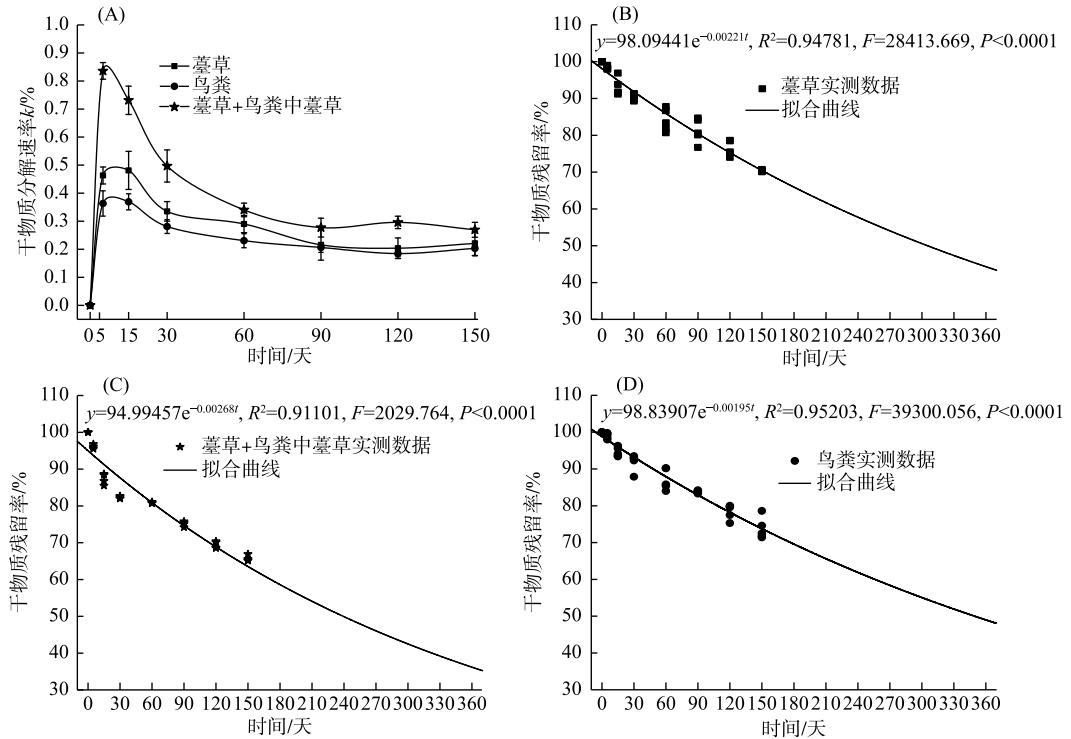 (A)
1.0
0.9
0.8
0.7
0.6
0.5
0.4
0.3
0.2
0.1
0.0
干物质分解速率k/%
薹草
鸟粪
薹草+鸟粪中薹草
0 5 15 30 60 90 120 150
时间/天
(B)
y=98.09441e−0.00221t, R2=0.94781, F=28413.669, P<0.0001
110
100
90
80
70
60
50
40
30
干物质残留率/%
薹草实测数据
拟合曲线
0 30 60 90 120 150 180 210 240 270 300 330 360
时间/天
(C)
y=94.99457e−0.00268t, R2=0.91101, F=2029.764, P<0.0001
110
100
90
80
70
60
50
40
30
干物质残留率/%
薹草+鸟粪中薹草实测数据
拟合曲线
0 30 60 90 120 150 180 210 240 270 300 330 360
时间/天
(D)
y=98.83907e−0.00195t, R2=0.95203, F=39300.056, P<0.0001
110
100
90
80
70
60
50
40
30
干物质残留率/%
鸟粪实测数据
拟合曲线
0 30 60 90 120 150 180 210 240 270 300 330 360
时间/天